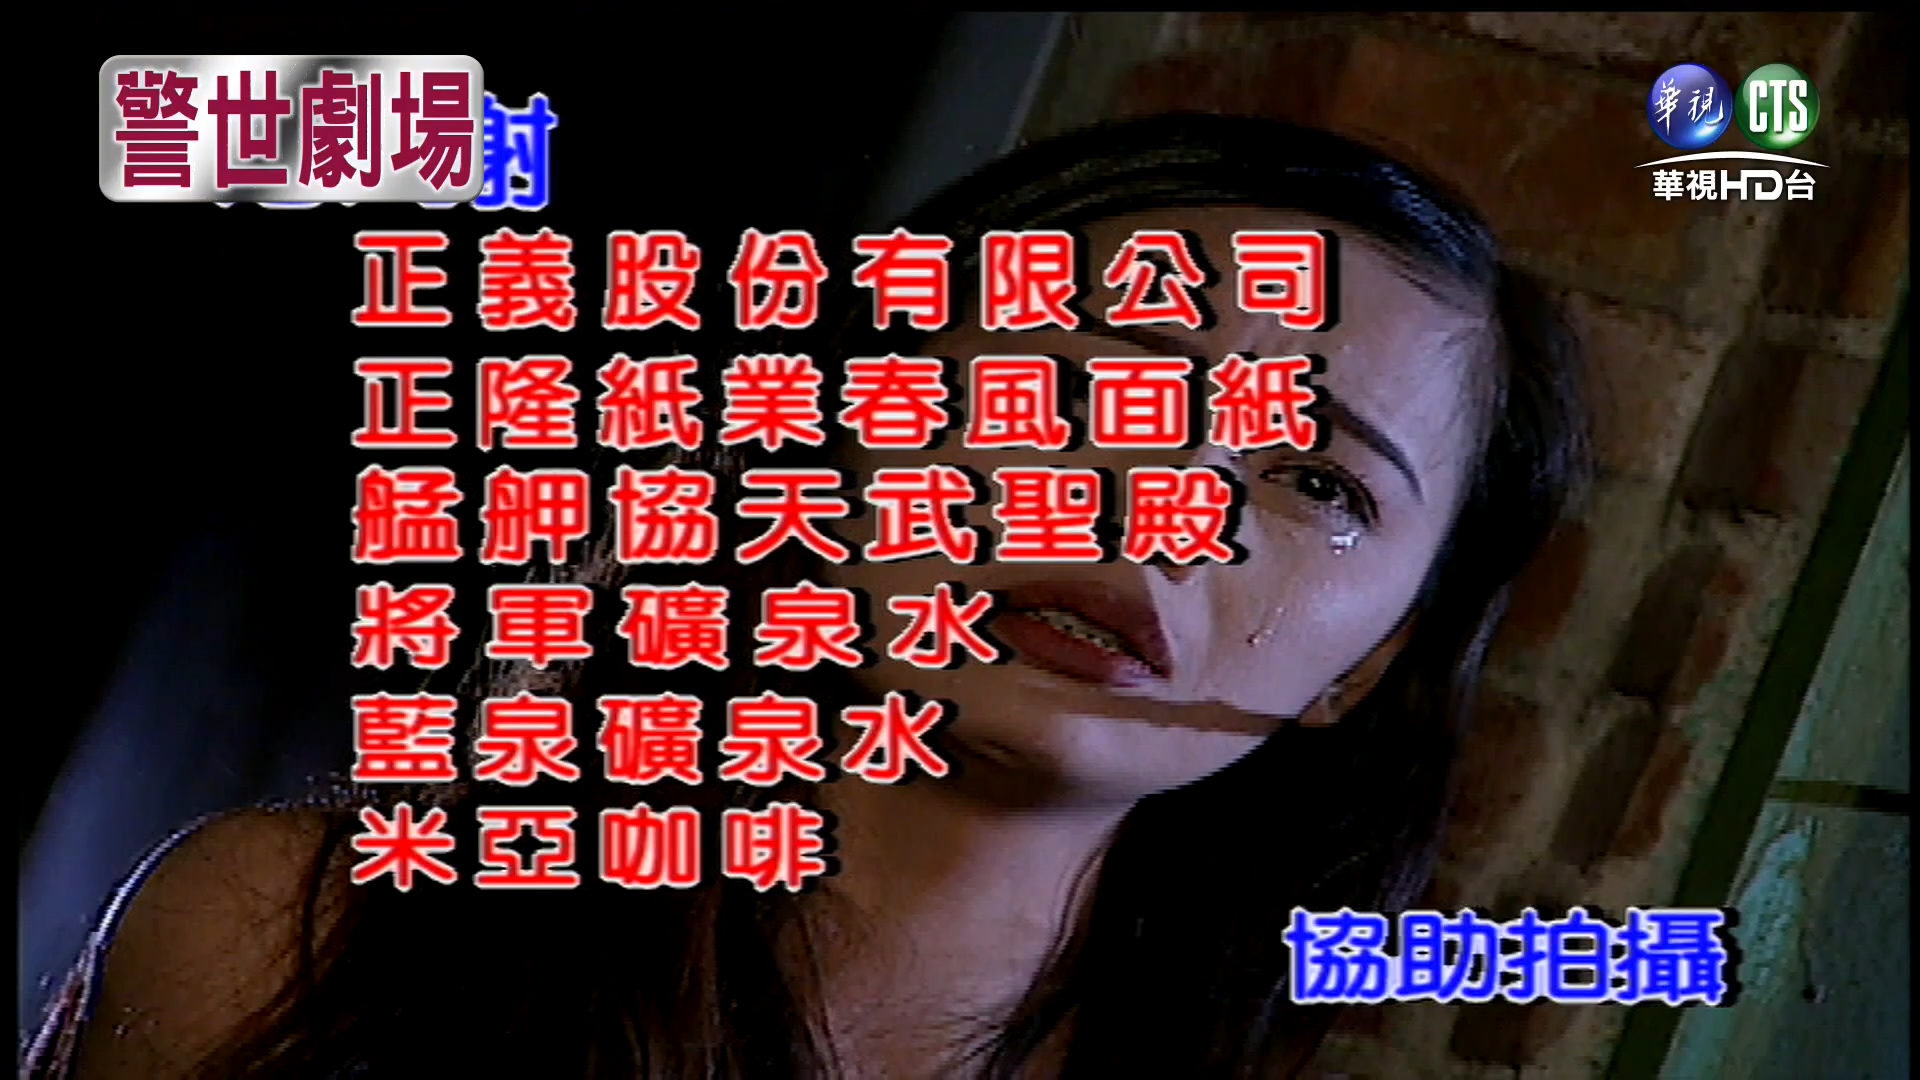 警世劇場
華視 CTS
華視HD台
謝
正義股份有限公司
正隆紙業春風面紙
艋舺協天武聖殿
將軍礦泉水
藍泉礦泉水
米亞咖啡
協助拍攝